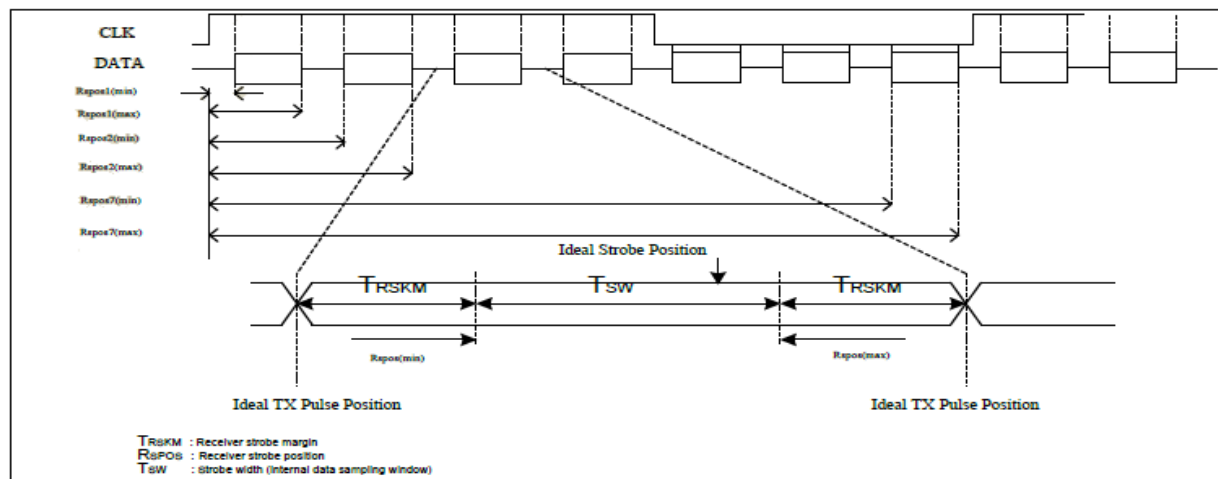 CLK
DATA
Rspos1(min)
Rspos1(max)
Rspos2(min)
Rspos2(max)
Rspos7(min)
Rspos7(max)
Ideal Strobe Position
TRSKM TSW TRSKM
Rspos(min) Rspos(max)
Ideal TX Pulse Position Ideal TX Pulse Position
TRSKM : Receiver strobe margin
RSPOS : Receiver strobe position
TSW : Strobe width (Internal data sampling window)